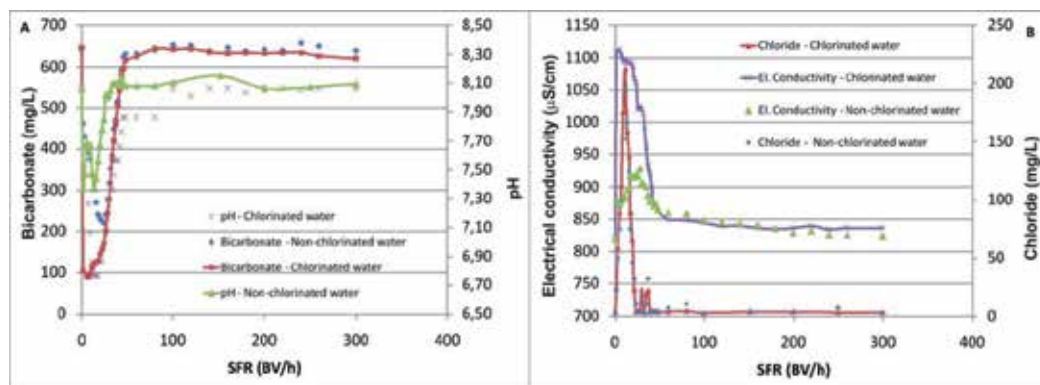 A
Bicarbonate (mg/L)
700
600
500
400
300
200
100
0
8,50
8,30
8,10
7,90
7,70
7,50
7,30
7,10
6,90
6,70
6,50
pH
pH - Chlorinated water
Bicarbonate - Non-chlorinated water
Bicarbonate - Chlorinated water
pH - Non-chlorinated water
0 100 200 300
SFR (BV/h)
B
Electrical conductivity (µS/cm)
1150
1100
1050
1000
950
900
850
800
750
700
250
200
150
100
50
0
Chloride (mg/L)
Chloride - Chlorinated water
El. Conductivity - Chlorinated water
El. Conductivity - Non-chlorinated water
Chloride - Non-chlorinated water
0 50 100 150 200 250 300
SFR (BV/h)